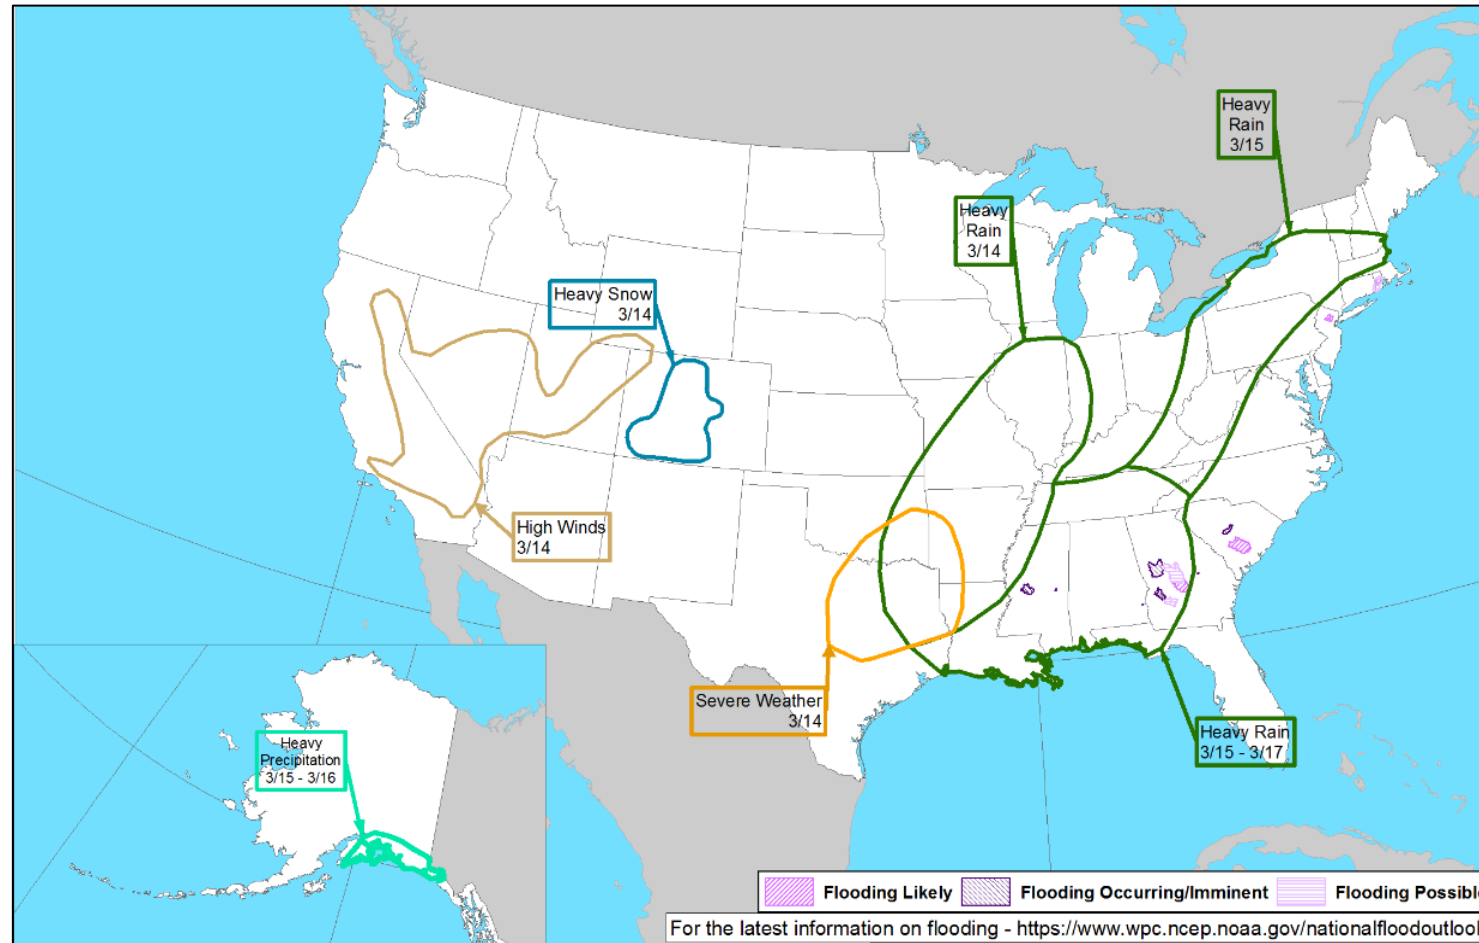 Heavy
Rain
3/15
Heavy
Rain
3/14
Heavy Snow
3/14
High Winds
3/14
Severe Weather
3/14
Heavy Rain
3/15 - 3/17
Heavy
Precipitation
3/15 - 3/16
Flooding Likely Flooding Occurring/Imminent Flooding Possibl
For the latest information on flooding - https://www.wpc.ncep.noaa.gov/nationalfloodoutloo